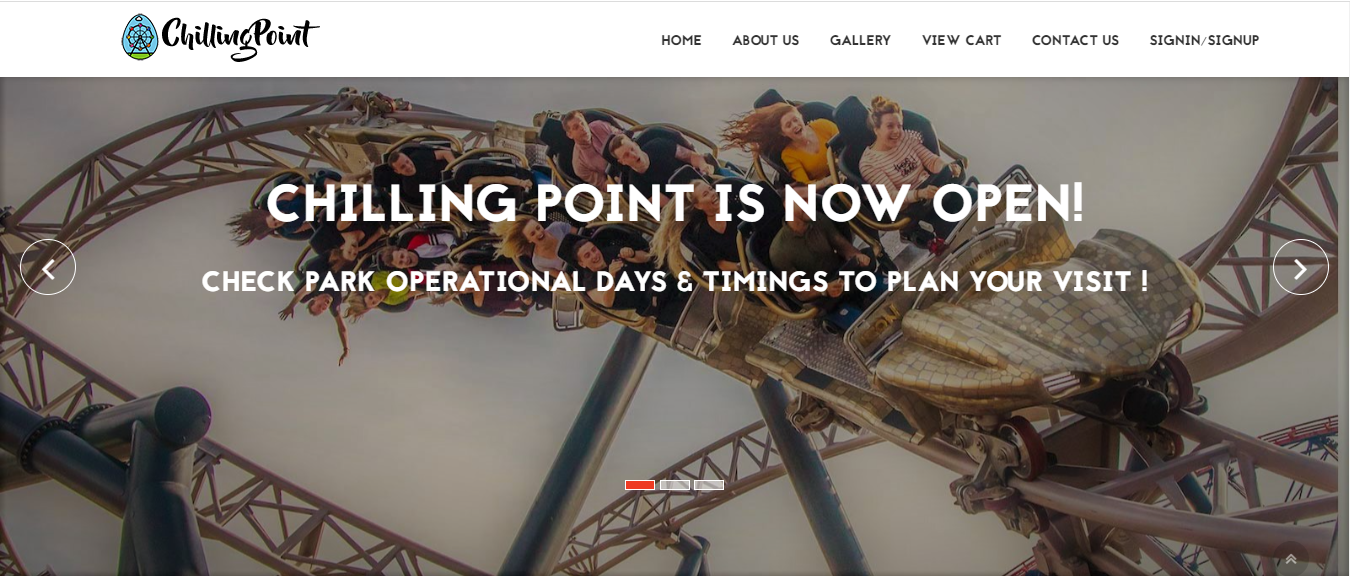 ChillingPoint
HOME ABOUT US GALLERY VIEW CART CONTACT US SIGNIN/SIGNUP
CHILLING POINT IS NOW OPEN!
CHECK PARK OPERATIONAL DAYS & TIMINGS TO PLAN YOUR VISIT !